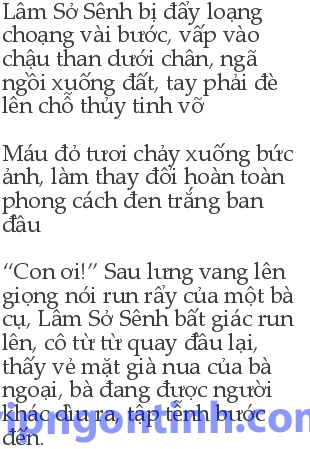 Lâm Sở Sênh bị đẩy loạng
choạng vài bước, vấp vào
chậu than dưới chân, ngã
ngồi xuống đất, tay phải đè
lên chỗ thủy tinh vỡ
Máu đỏ tươi chảy xuống bức
ảnh, làm thay đổi hoàn toàn
phong cách đen trắng ban
đầu
“Con ơi!” Sau lưng vang lên
giọng nói run rẩy của một bà
cụ, Lâm Sở Sênh bất giác run
lên, cô từ từ quay đầu lại,
thấy vẻ mặt già nua của bà
ngoại, bà đang được người
khác dìu ra, tập tễnh bước
đến.